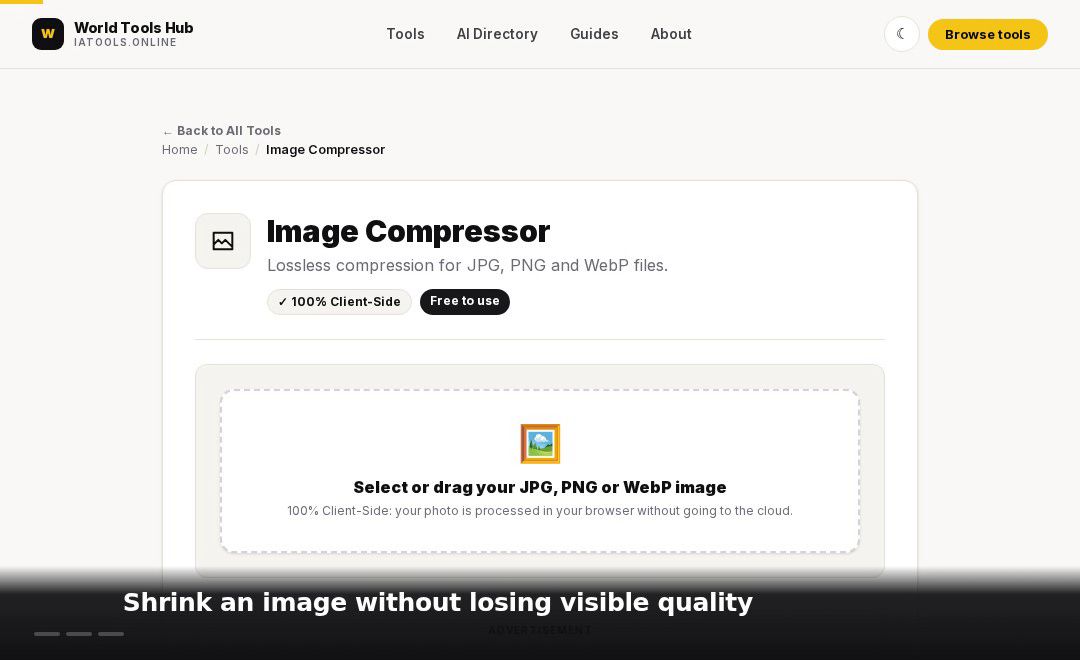 W
World Tools Hub
IATOOLS.ONLINE
Tools
AI Directory
Guides
About
Browse tools
← Back to All Tools
Home / Tools / Image Compressor
Image Compressor
Lossless compression for JPG, PNG and WebP files.
✓ 100% Client-Side
Free to use
Select or drag your JPG, PNG or WebP image
100% Client-Side: your photo is processed in your browser without going to the cloud.
Shrink an image without losing visible quality
ADVERTISEMENT